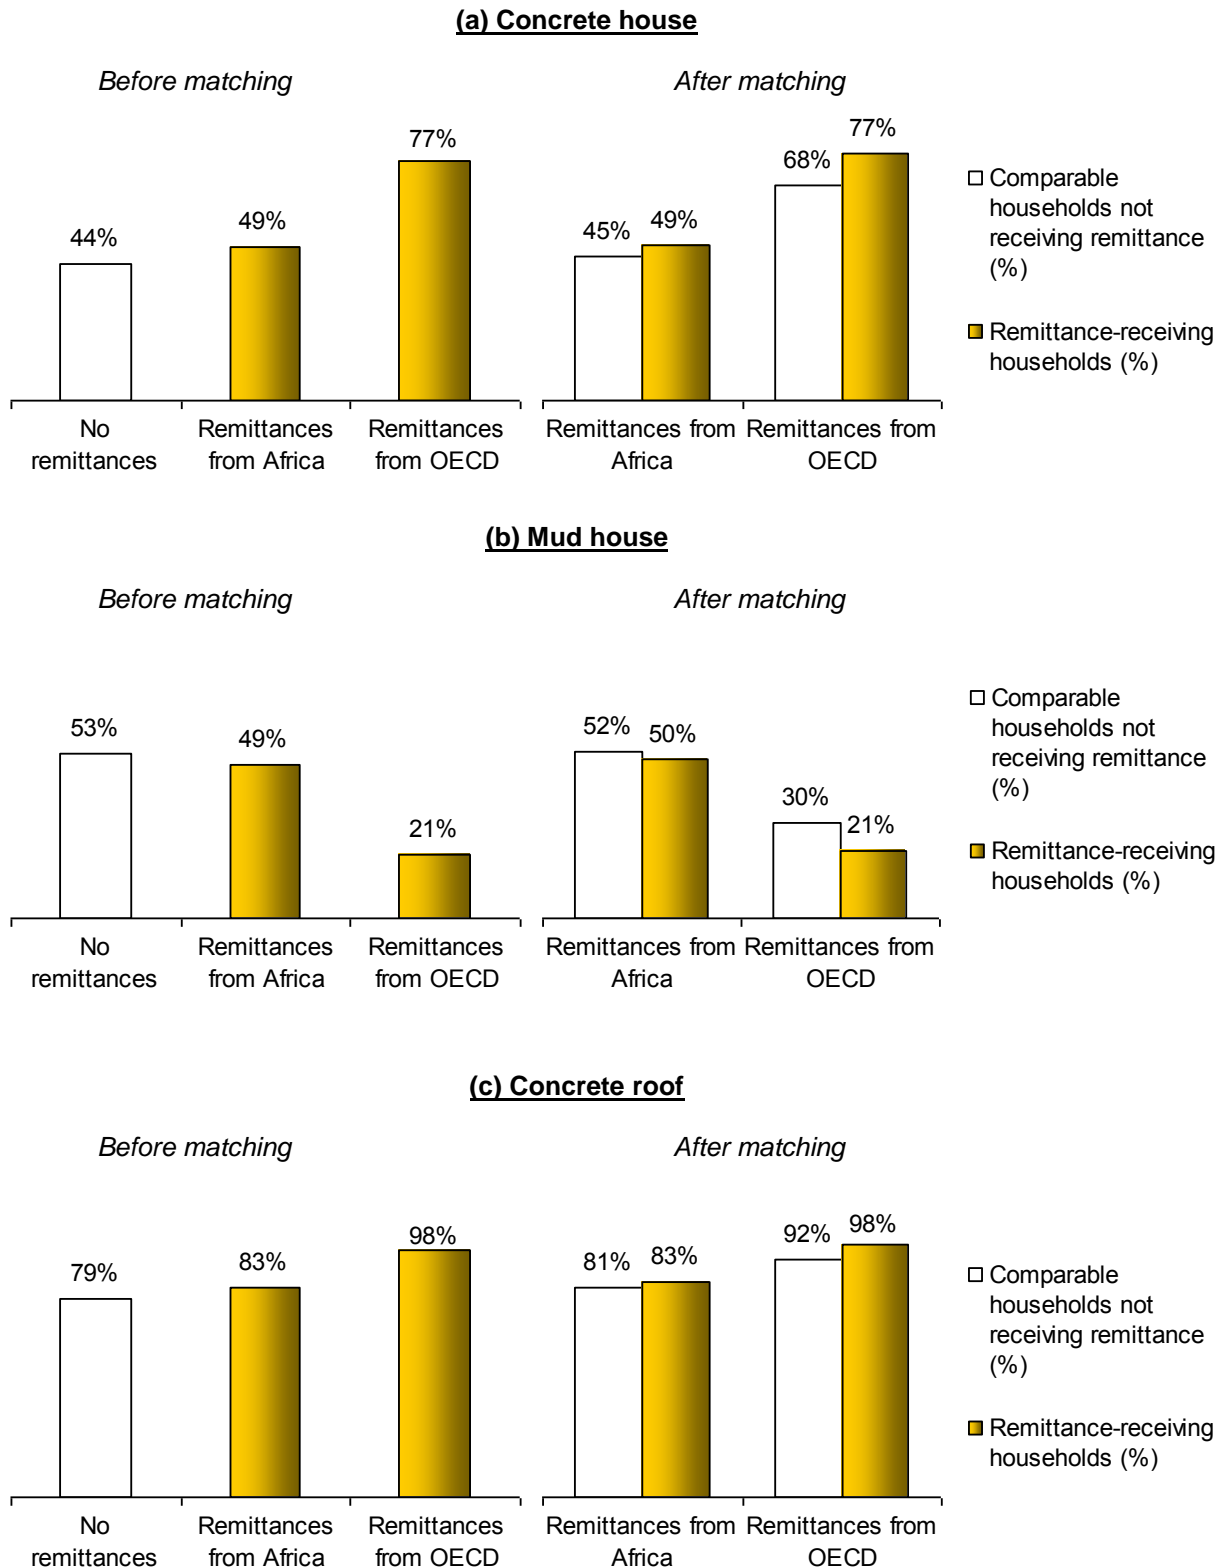 (a) Concrete house
Before matching
After matching
44%
49%
77%
45%
49%
68%
77%
No
remittances
Remittances
from Africa
Remittances
from OECD
Remittances from
Africa
Remittances from
OECD
Comparable
households not
receiving remittance
(%)
Remittance-receiving
households (%)
(b) Mud house
Before matching
After matching
53%
49%
21%
52%
50%
30%
21%
No
remittances
Remittances
from Africa
Remittances
from OECD
Remittances from
Africa
Remittances from
OECD
Comparable
households not
receiving remittance
(%)
Remittance-receiving
households (%)
(c) Concrete roof
Before matching
After matching
79%
83%
98%
81%
83%
92%
98%
No
remittances
Remittances
from Africa
Remittances
from OECD
Remittances from
Africa
Remittances from
OECD
Comparable
households not
receiving remittance
(%)
Remittance-receiving
households (%)